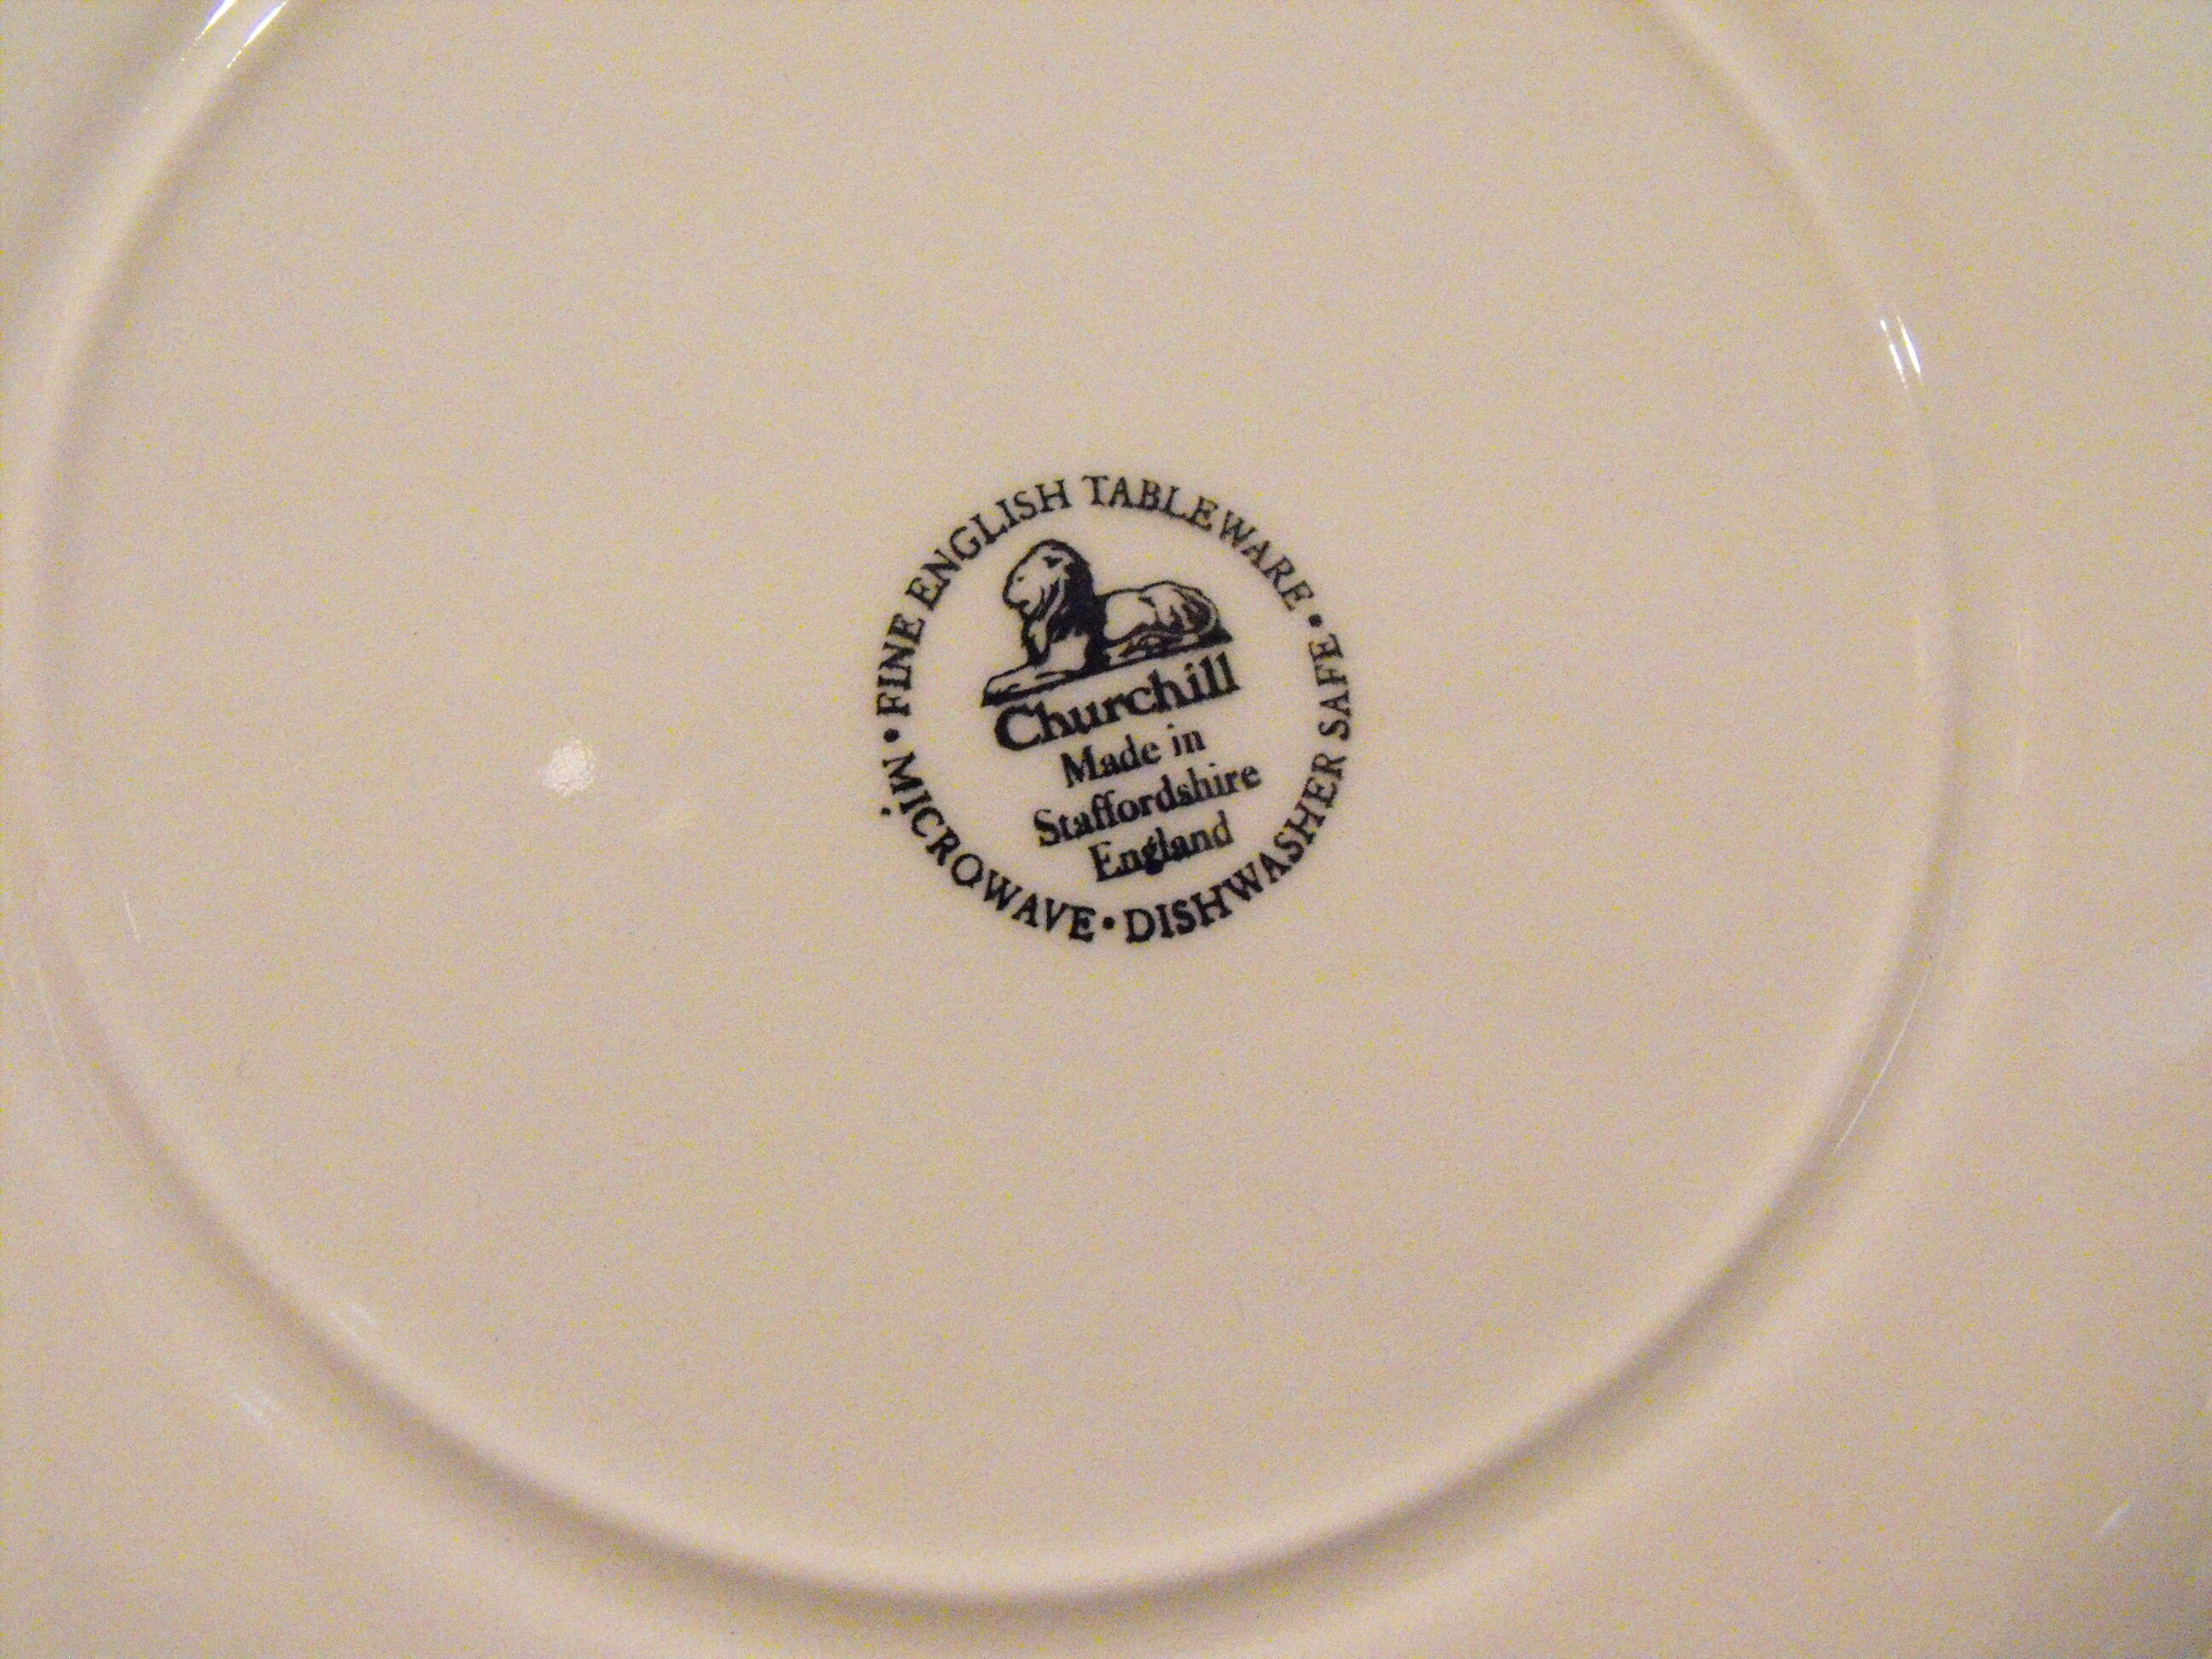 • FINE ENGLISH TABLEWARE •
Churchill
Made in
Staffordshire
England
MICROWAVE • DISHWASHER SAFE